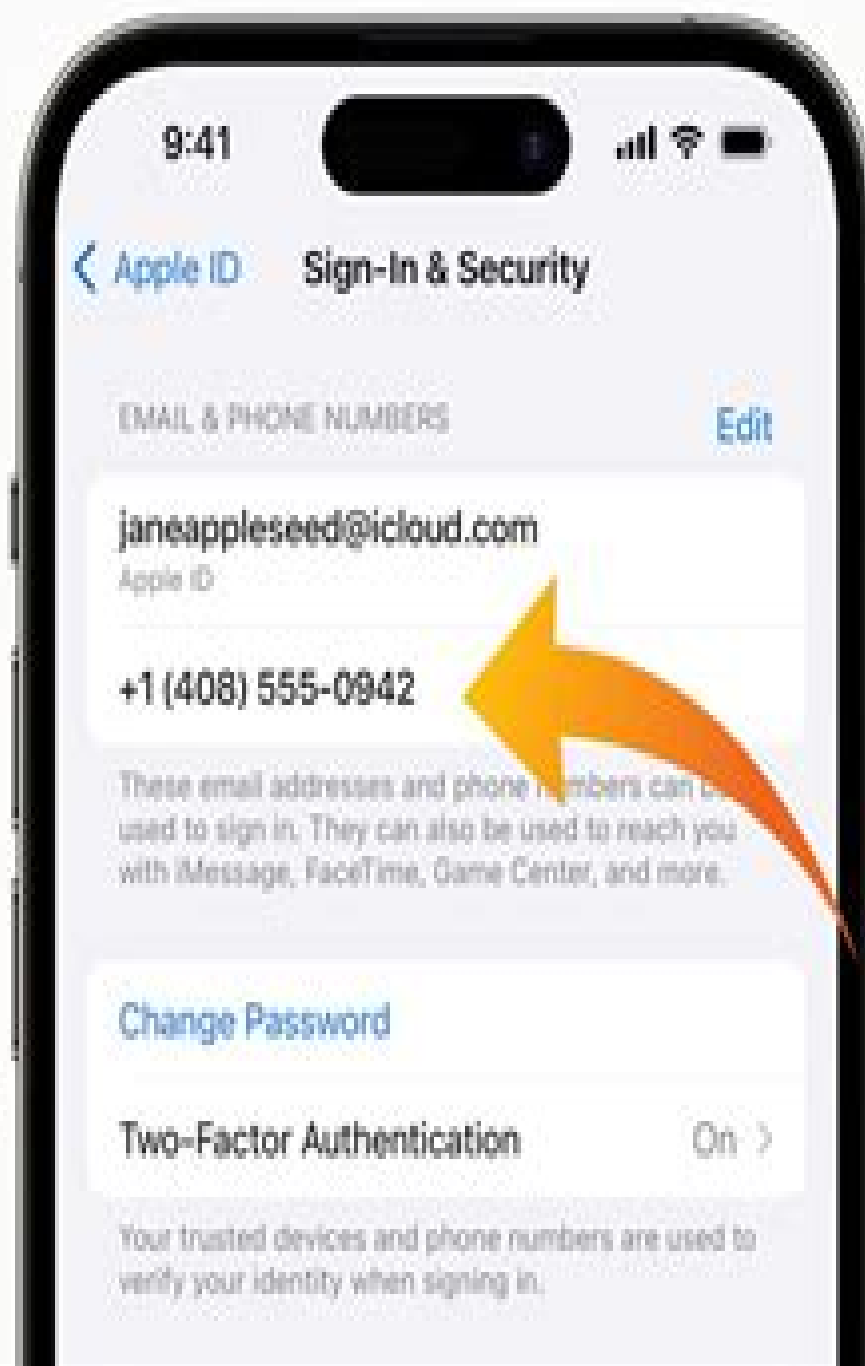 9:41
Apple ID Sign-In & Security
EMAIL & PHONE NUMBERS Edit
janeappleseed@icloud.com
Apple ID
+1 (408) 555-0942
These email addresses and phone numbers can
used to sign in. They can also be used to reach you
with iMessage, FaceTime, Game Center, and more.
Change Password
Two-Factor Authentication On
Your trusted devices and phone numbers are used to
verify your identity when signing in.